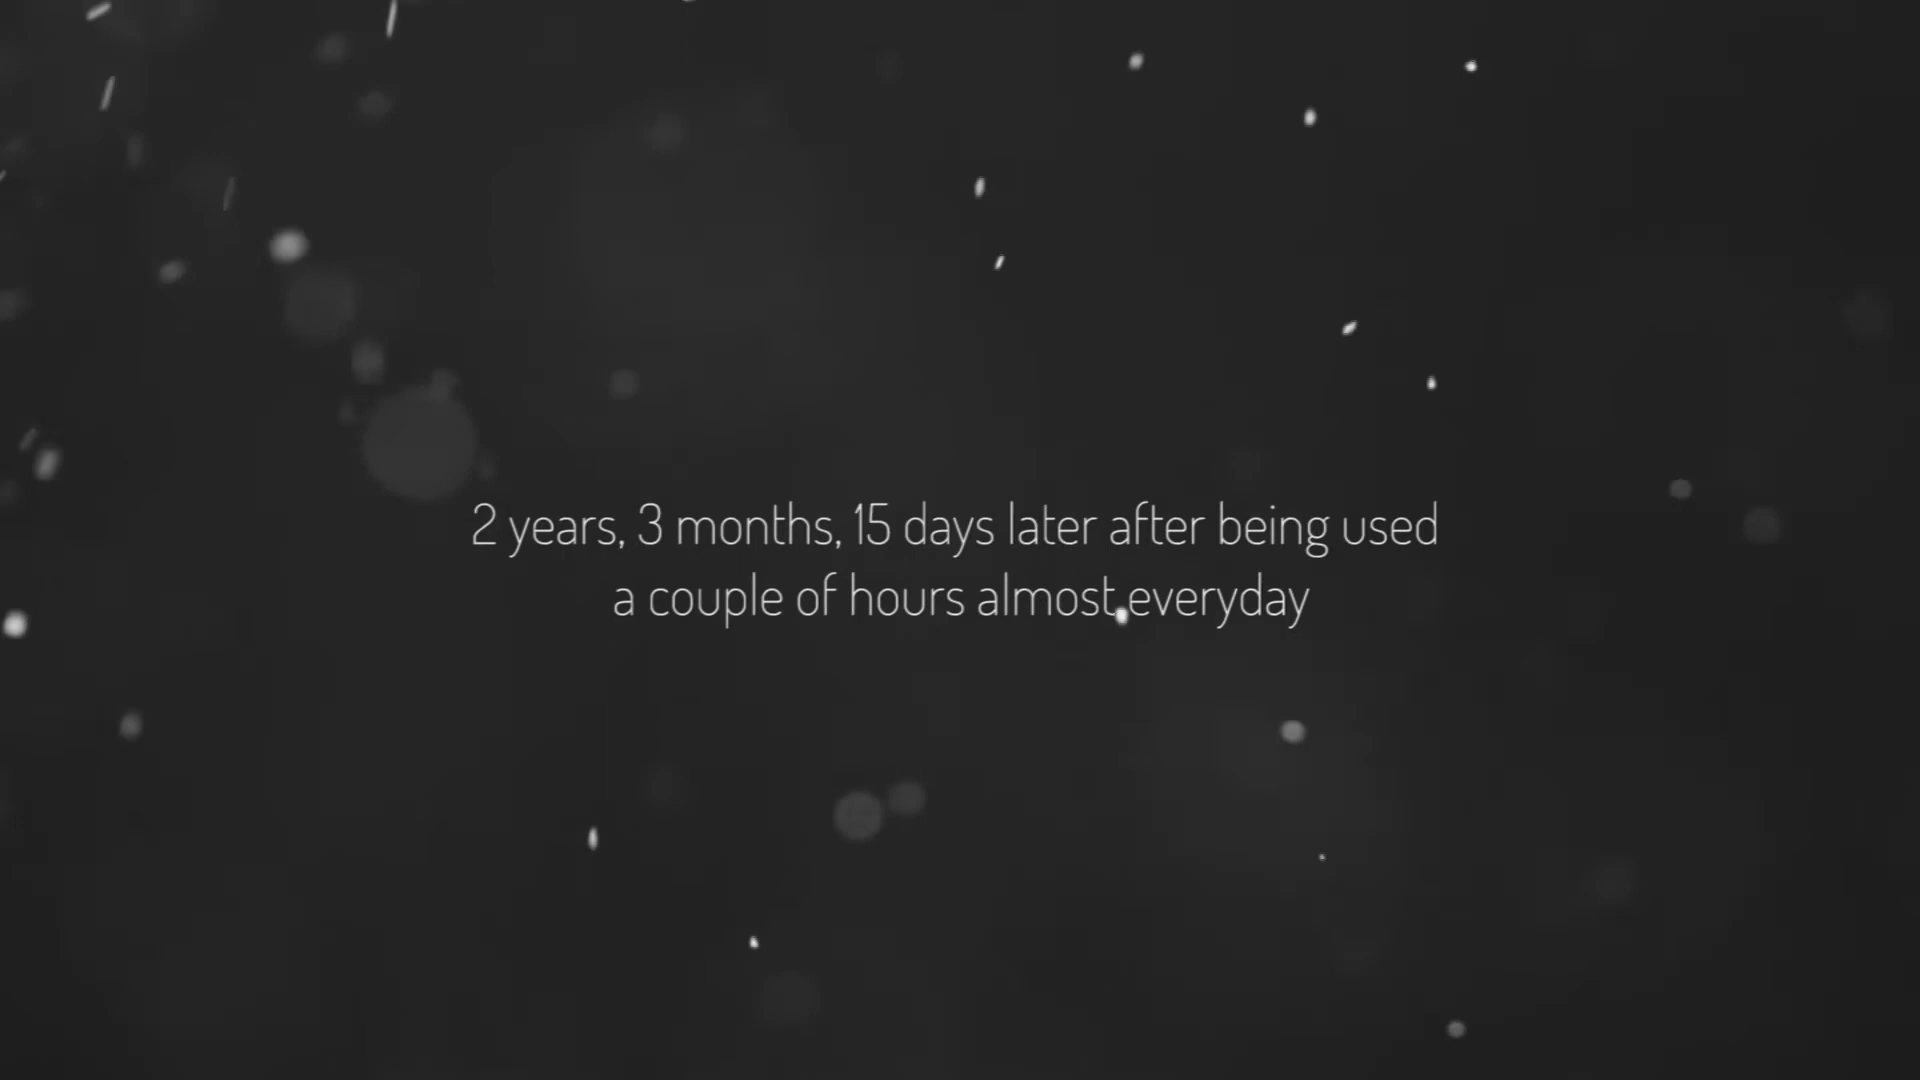 2 years, 3 months, 15 days later after being used
a couple of hours almost everyday